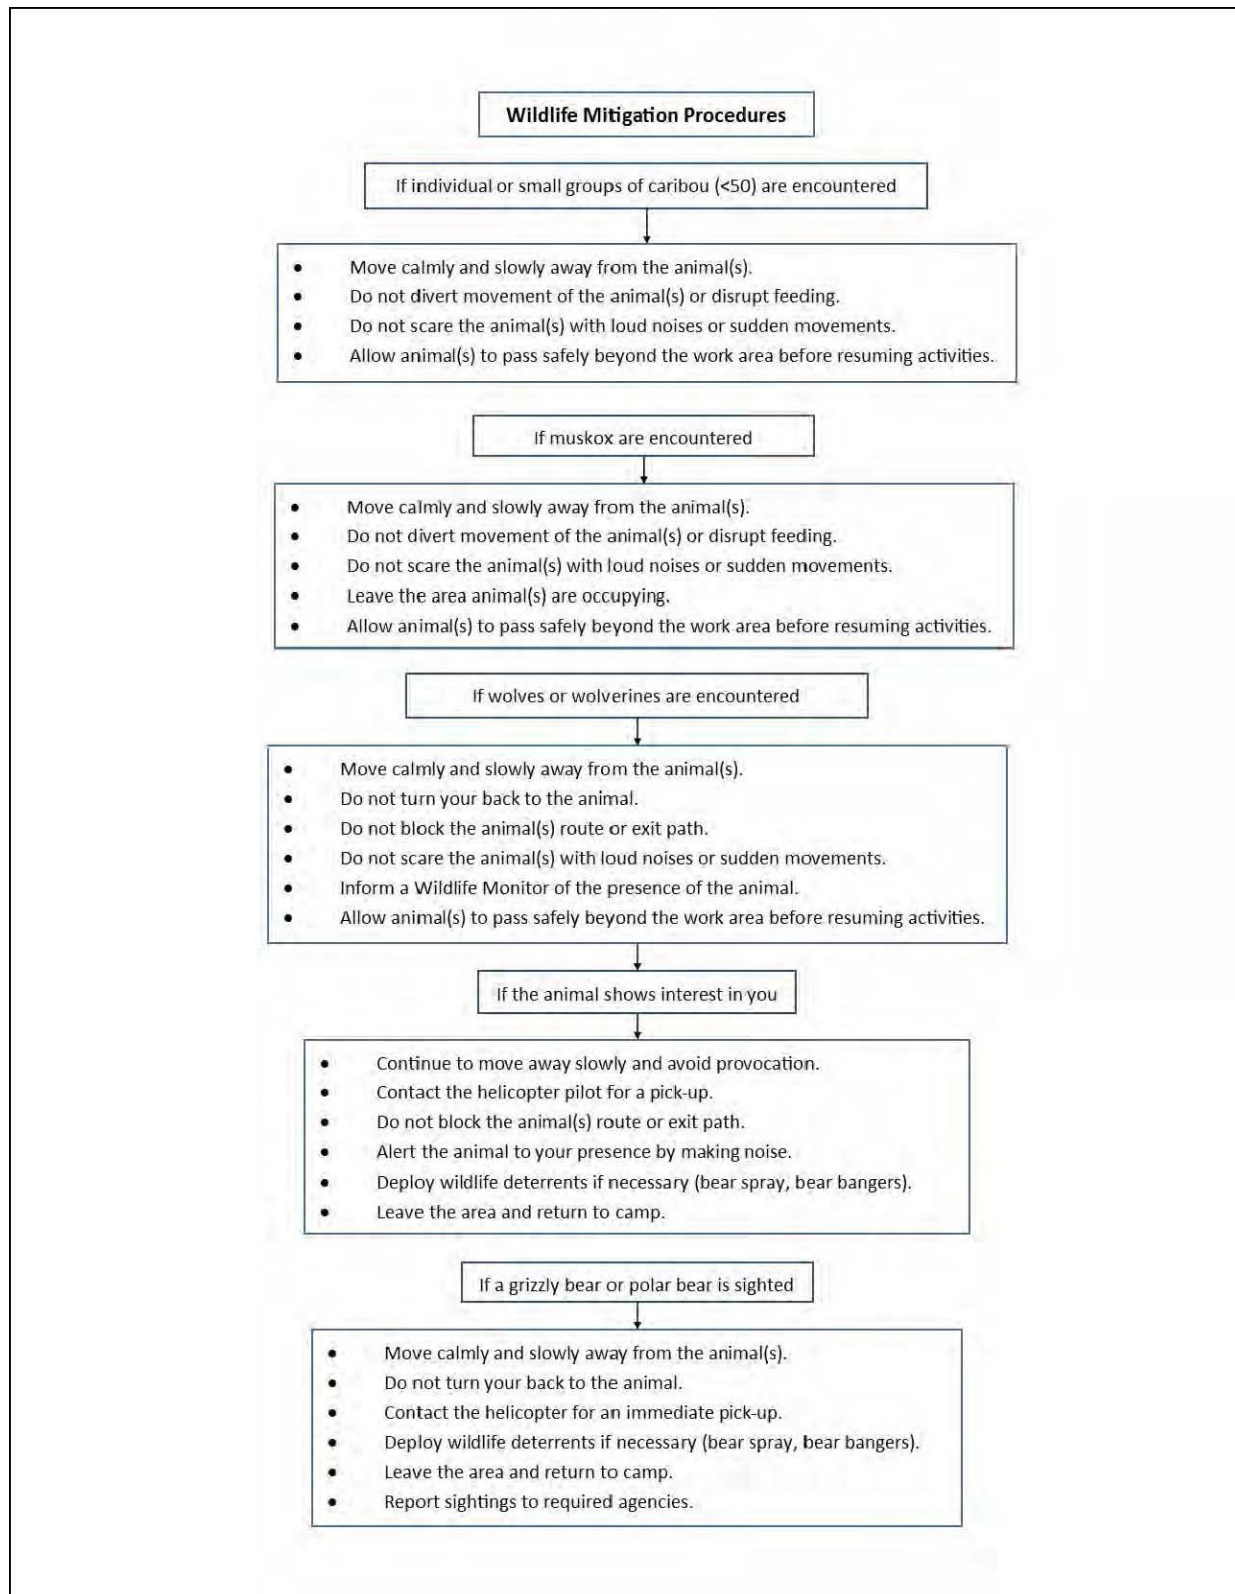 Wildlife Mitigation Procedures
If individual or small groups of caribou (<50) are encountered
• Move calmly and slowly away from the animal(s).
• Do not divert movement of the animal(s) or disrupt feeding.
• Do not scare the animal(s) with loud noises or sudden movements.
• Allow animal(s) to pass safely beyond the work area before resuming activities.
If muskox are encountered
• Move calmly and slowly away from the animal(s).
• Do not divert movement of the animal(s) or disrupt feeding.
• Do not scare the animal(s) with loud noises or sudden movements.
• Leave the area animal(s) are occupying.
• Allow animal(s) to pass safely beyond the work area before resuming activities.
If wolves or wolverines are encountered
• Move calmly and slowly away from the animal(s).
• Do not turn your back to the animal.
• Do not block the animal(s) route or exit path.
• Do not scare the animal(s) with loud noises or sudden movements.
• Inform a Wildlife Monitor of the presence of the animal.
• Allow animal(s) to pass safely beyond the work area before resuming activities.
If the animal shows interest in you
• Continue to move away slowly and avoid provocation.
• Contact the helicopter pilot for a pick-up.
• Do not block the animal(s) route or exit path.
• Alert the animal to your presence by making noise.
• Deploy wildlife deterrents if necessary (bear spray, bear bangers).
• Leave the area and return to camp.
If a grizzly bear or polar bear is sighted
• Move calmly and slowly away from the animal(s).
• Do not turn your back to the animal.
• Contact the helicopter for an immediate pick-up.
• Deploy wildlife deterrents if necessary (bear spray, bear bangers).
• Leave the area and return to camp.
• Report sightings to required agencies.